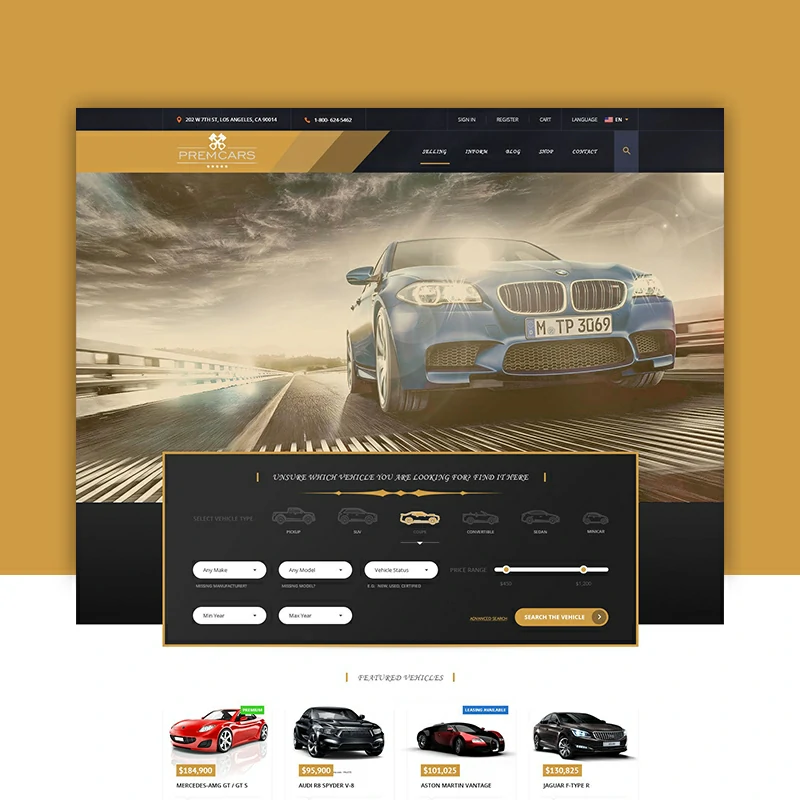 202 W 7TH ST, LOS ANGELES, CA 90014
1-800- 624-5462
SIGN IN
REGISTER
CART
LANGUAGE
EN
PREMCARS
SELLING
INFORM
BLOG
SHOP
CONTACT
M TP 3069
UNSURE WHICH VEHICLE YOU ARE LOOKING FOR? FIND IT HERE
SELECT VEHICLE TYPE
PICKUP
SUV
COUPE
CONVERTIBLE
SEDAN
MINICAR
Any Make
Any Model
Vehicle Status
PRICE RANGE
MISSING MANUFACTURER?
MISSING MODEL?
E.G.: NEW, USED, CERTIFIED
$450
$1,200
Min Year
Max Year
ADVANCED SEARCH
SEARCH THE VEHICLE
FEATURED VEHICLES
PREMIUM
LEASING AVAILABLE
$184,900
$95,900
$101,025
$130,825
MERCEDES-AMG GT / GT S
AUDI R8 SPYDER V-8
ASTON MARTIN VANTAGE
JAGUAR F-TYPE R